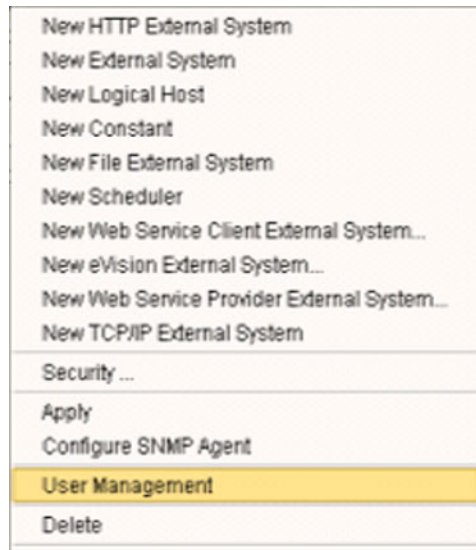 New HTTP External System
New External System
New Logical Host
New Constant
New File External System
New Scheduler
New Web Service Client External System...
New eVision External System...
New Web Service Provider External System...
New TCP/IP External System
Security ...
Apply
Configure SNMP Agent
User Management
Delete